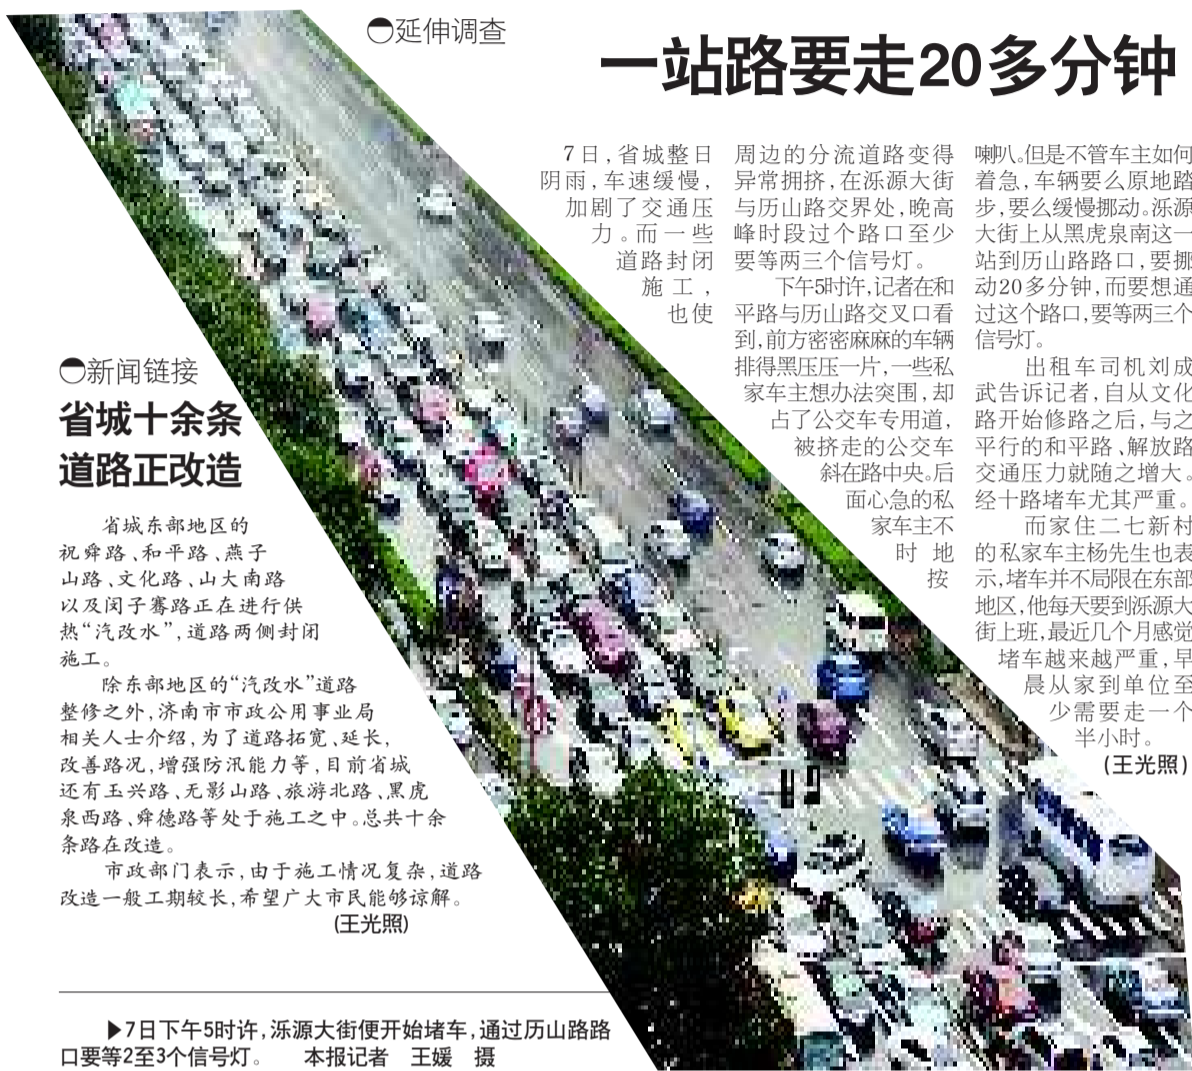 延伸调查
一站路要走20多分钟
7日，省城整日
阴雨，车速缓慢，
加剧了交通压
力。而一些
道路封闭
施工，
也使
周边的分流道路变得
异常拥挤，在泺源大街
与历山路交界处，晚高
峰时段过个路口至少
要等两三个信号灯。
下午5时许，记者在和
平路与历山路交叉口看
到，前方密密麻麻的车辆
排得黑压压一片，一些私
家车主想办法突围，却
占了公交车专用道，
被挤走的公交车
斜在路中央。后
面心急的私
家车主不
时地
按
喇叭。但是不管车主如何
着急，车辆要么原地踏
步，要么缓慢挪动。泺源
大街上从黑虎泉南这一
站到历山路路口，要挪
动20多分钟，而要想通
过这个路口，要等两三个
信号灯。
出租车司机刘成
武告诉记者，自从文化
路开始修路之后，与之
平行的和平路、解放路
交通压力就随之增大。
经十路堵车尤其严重。
而家住二七新村
的私家车主杨先生也表
示，堵车并不局限在东部
地区，他每天要到泺源大
街上班，最近几个月感觉
堵车越来越严重，早
晨从家到单位至
少需要走一个
半小时。
（王光照）
新闻链接
省城十余条
道路正改造
省城东部地区的
祝舜路、和平路、燕子
山路、文化路、山大南路
以及闵子骞路正在进行供
热“汽改水”，道路两侧封闭
施工。
除东部地区的“汽改水”道路
整修之外，济南市市政公用事业局
相关人士介绍，为了道路拓宽、延长，
改善路况，增强防汛能力等，目前省城
还有玉兴路、无影山路、旅游北路、黑虎
泉西路、舜德路等处于施工之中。总共十余
条路在改造。
市政部门表示，由于施工情况复杂，道路
改造一般工期较长，希望广大市民能够谅解。
（王光照）
▶7日下午5时许，泺源大街便开始堵车，通过历山路路
口要等2至3个信号灯。 本报记者 王媛 摄